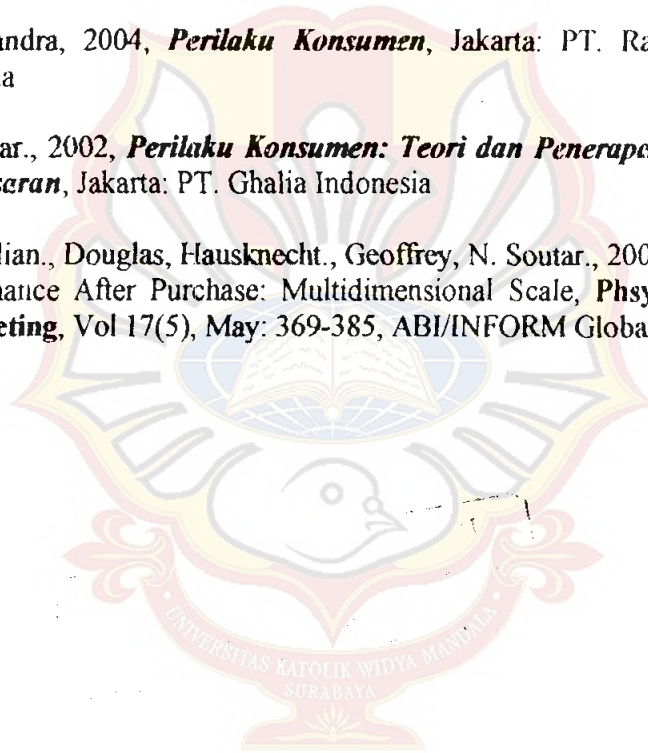 andra, 2004, Perilaku Konsumen, Jakarta: PT. Ra
a
ar., 2002, Perilaku Konsumen: Teori dan Penerapa
saran, Jakarta: PT. Ghalia Indonesia
lian., Douglas, Hausknecht., Geoffrey, N. Soutar., 200
nance After Purchase: Multidimensional Scale, Phsy
eting, Vol 17(5), May: 369-385, ABI/INFORM Globa
UNIVERSITAS KATOLIK WIDYA MANDALA
SURABAYA